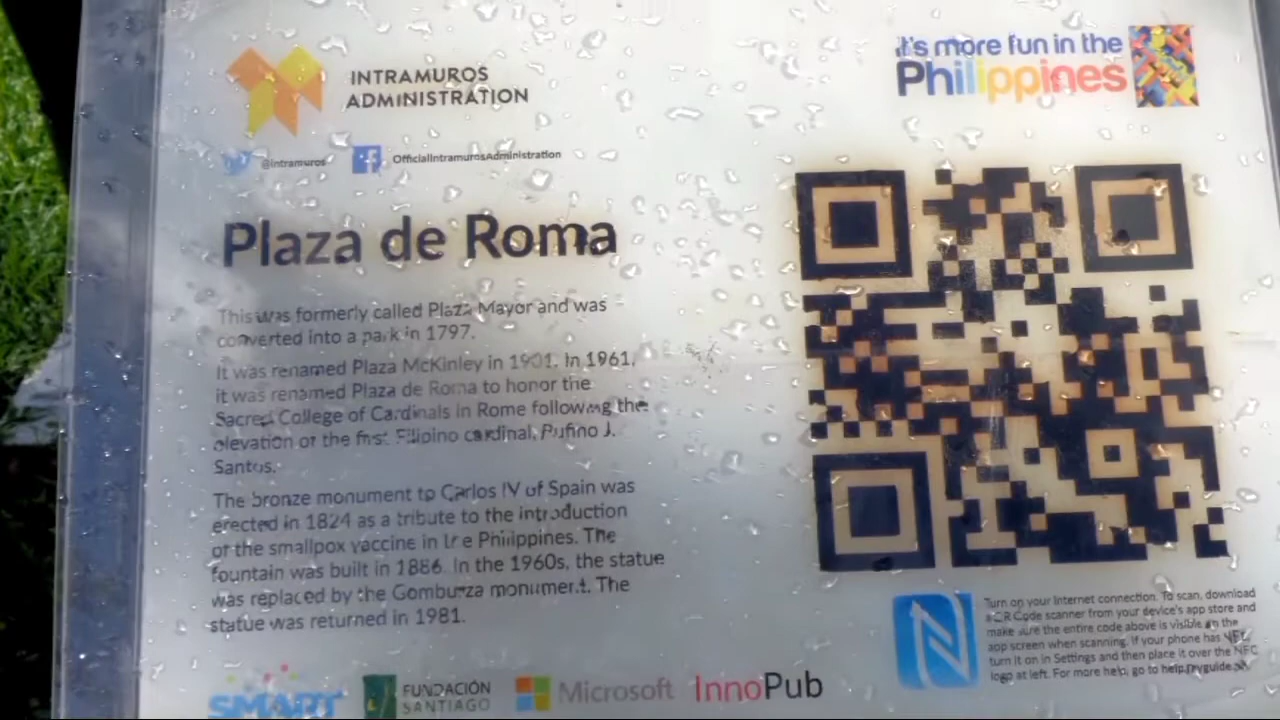 INTRAMUROS
ADMINISTRATION
It's more fun in the
Philippines
@intramuros
OfficialIntramurosAdministration
Plaza de Roma
This was formerly called Plaza Mayor and was
converted into a park in 1797.
It was renamed Plaza McKinley in 1901. In 1961,
it was renamed Plaza de Roma to honor the
Sacred College of Cardinals in Rome following the
elevation of the first Filipino cardinal, Rufino J.
Santos.
The bronze monument to Carlos IV of Spain was
erected in 1824 as a tribute to the introduction
of the smallpox vaccine in the Philippines. The
fountain was built in 1886. In the 1960s, the statue
was replaced by the Gomburza monument. The
statue was returned in 1981.
Turn on your Internet connection. To scan, download
a QR Code scanner from your device's app store and
make sure the entire code above is visible on the
app screen when scanning. If your phone has NFC,
turn it on in Settings and then place it over the NFC
logo at left. For more help, go to
SMART
FUNDACIÓN
SANTIAGO
Microsoft
InnoPub